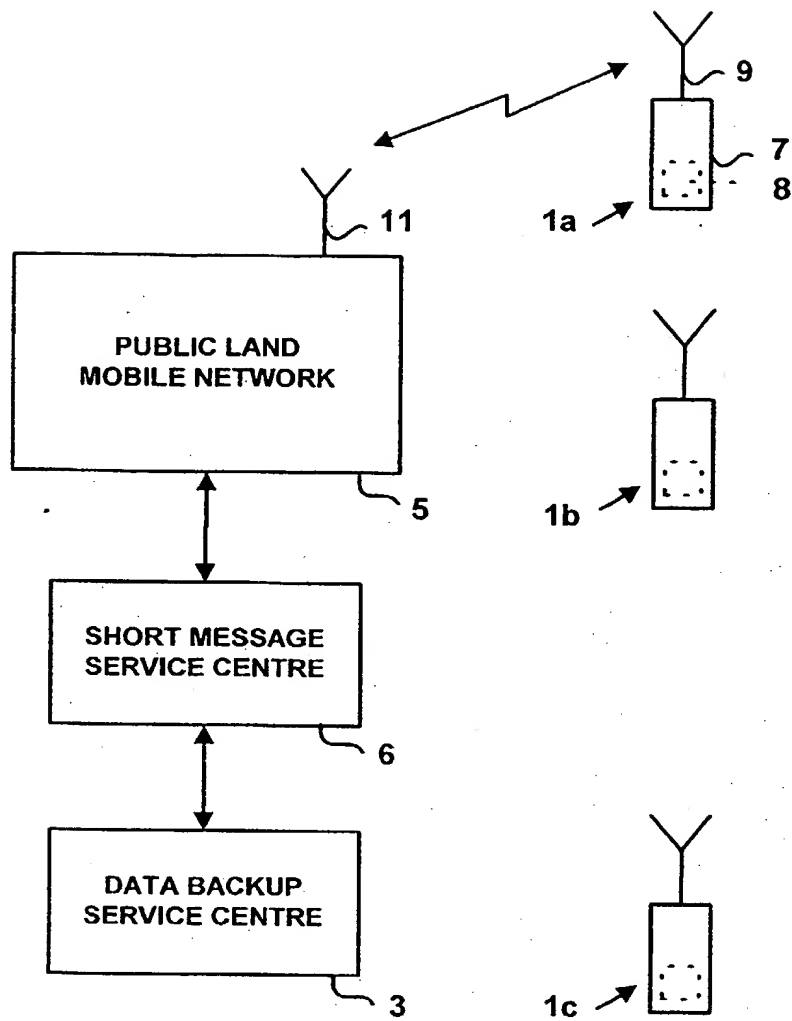 9
7
8
11
1a
PUBLIC LAND
MOBILE NETWORK
5
1b
SHORT MESSAGE
SERVICE CENTRE
6
DATA BACKUP
SERVICE CENTRE
3
1c